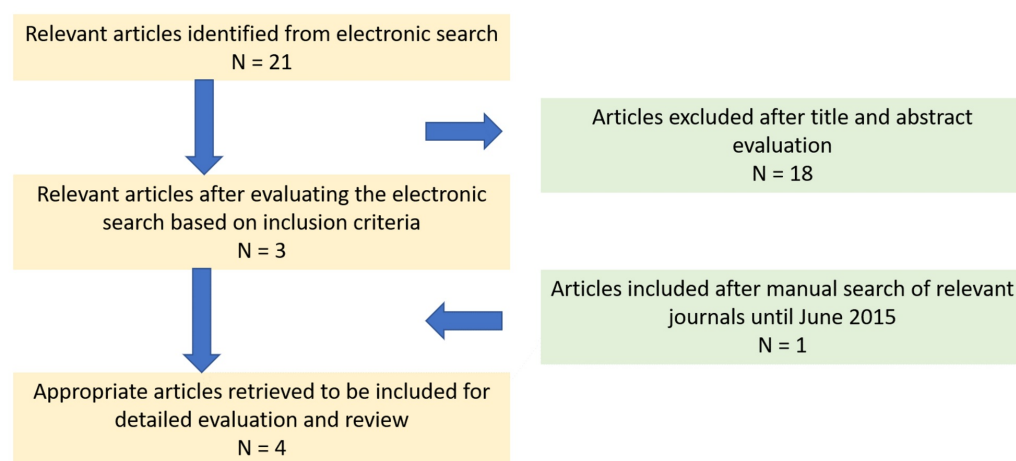 Relevant articles identified from electronic search
N = 21
Articles excluded after title and abstract
evaluation
N = 18
Relevant articles after evaluating the electronic
search based on inclusion criteria
N = 3
Articles included after manual search of relevant
journals until June 2015
N = 1
Appropriate articles retrieved to be included for
detailed evaluation and review
N = 4